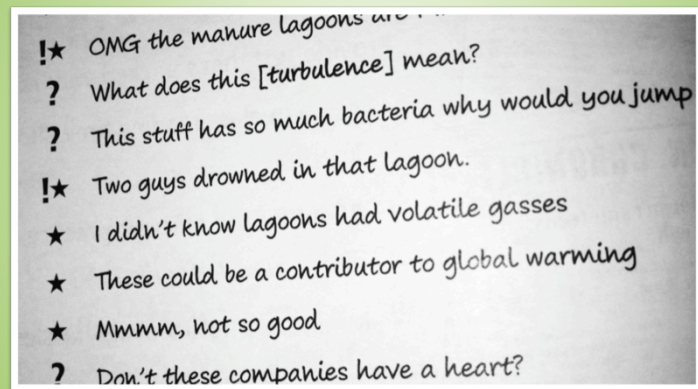 !★ OMG the manure lagoons are
? What does this [turbulence] mean?
? This stuff has so much bacteria why would you jump
!★ Two guys drowned in that lagoon.
★ I didn't know lagoons had volatile gasses
★ These could be a contributor to global warming
★ Mmmm, not so good
? Don't these companies have a heart?